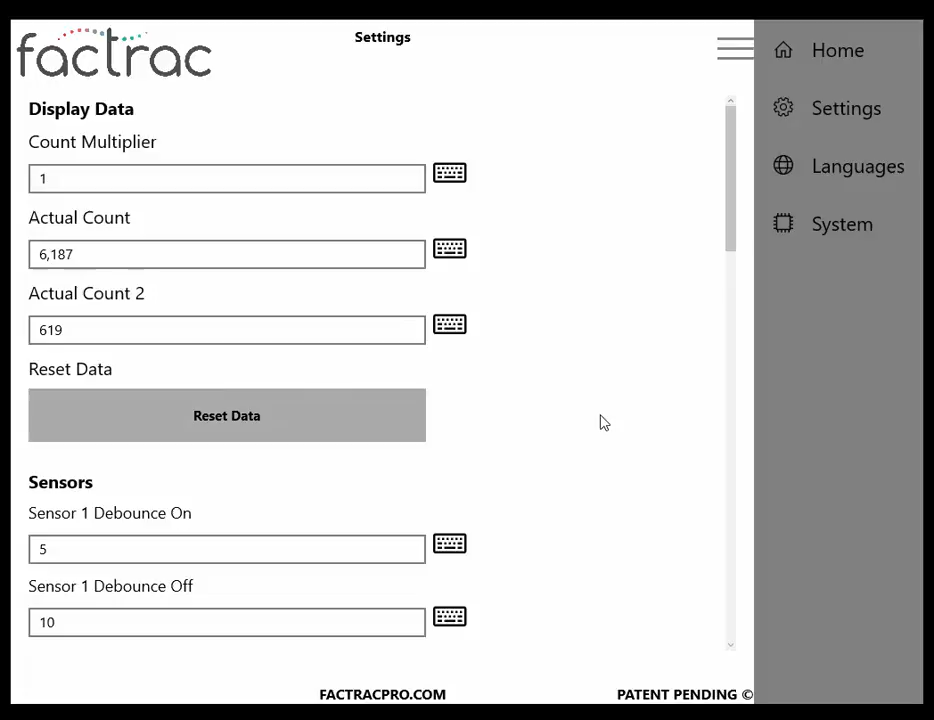 factrac
Settings
Display Data
Count Multiplier
1
Actual Count
6,187
Actual Count 2
619
Reset Data
Reset Data
Sensors
Sensor 1 Debounce On
5
Sensor 1 Debounce Off
10
FACTRACPRO.COM
PATENT PENDING ©
Home
Settings
Languages
System